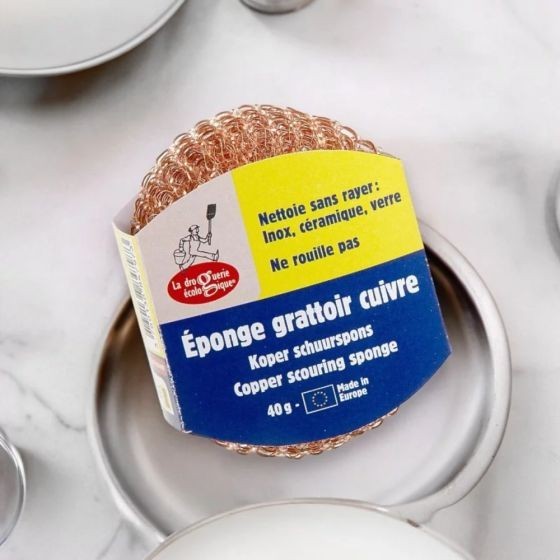 Nettoie sans rayer :
Inox, céramique, verre
Ne rouille pas
La droguerie
écologique®
Éponge grattoir cuivre
Koper schuurspons
Copper scouring sponge
40 g - Made in
Europe